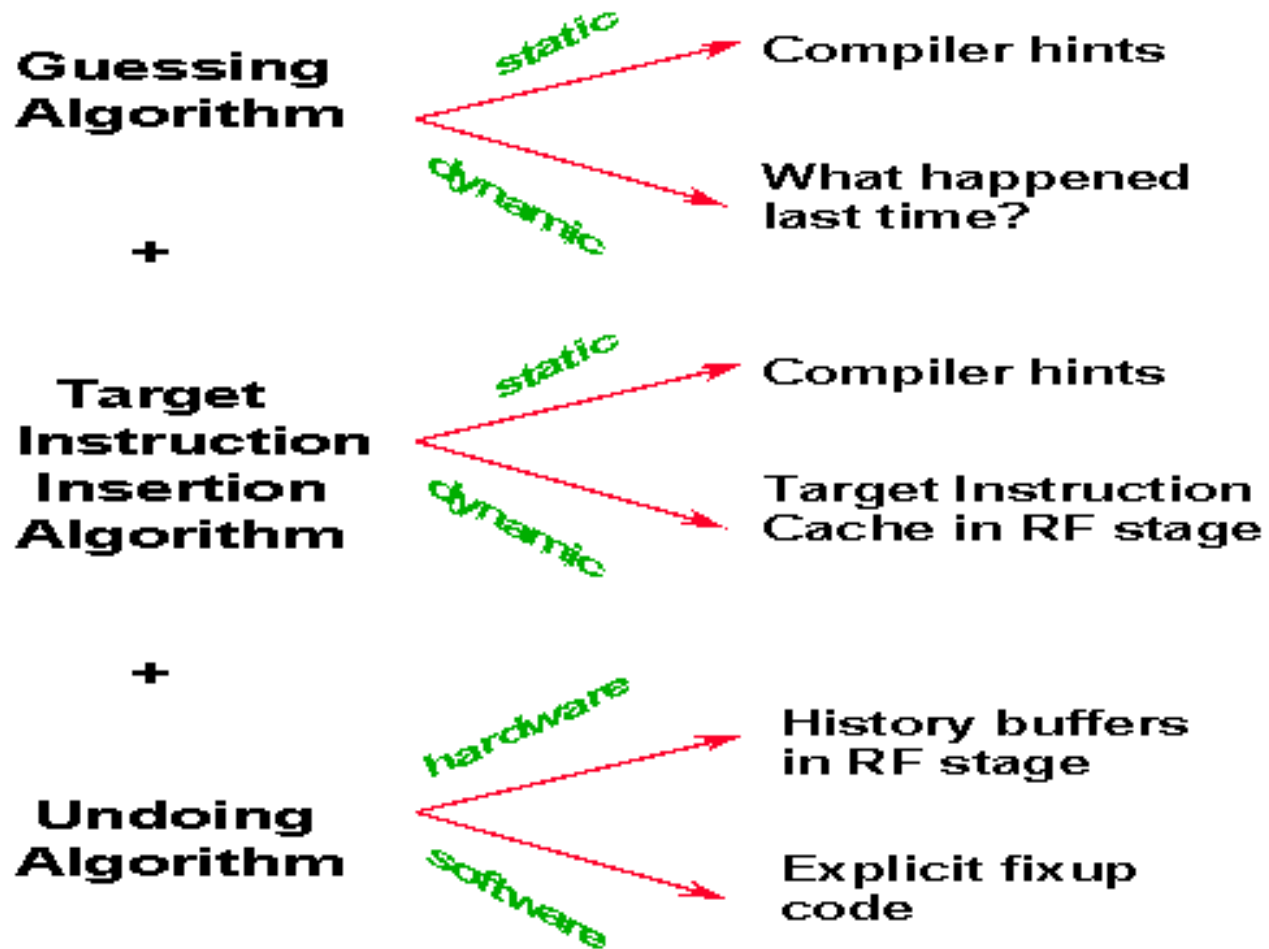 Guessing
Algorithm
static
Compiler hints
dynamic
What happened
last time?
+
Target
Instruction
Insertion
Algorithm
static
Compiler hints
dynamic
Target Instruction
Cache in RF stage
+
Undoing
Algorithm
hardware
History buffers
in RF stage
software
Explicit fixup
code